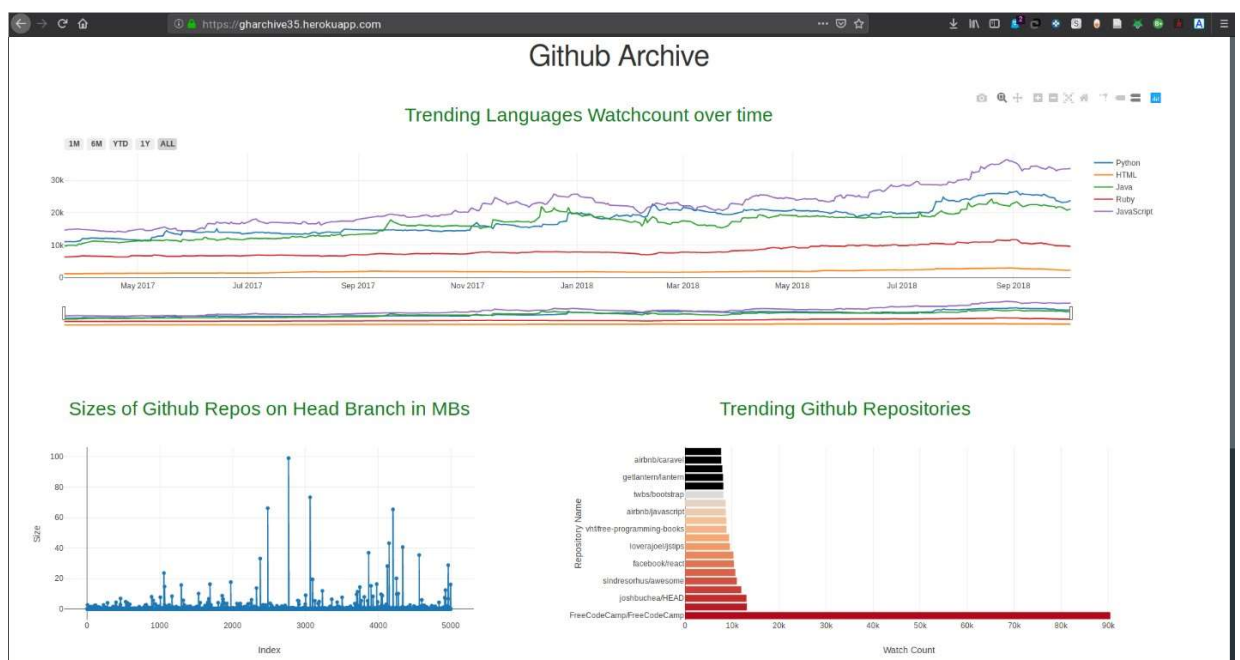 https://gharchive35.herokuapp.com
Github Archive
Trending Languages Watchcount over time
1M 6M YTD 1Y ALL
30k
20k
10k
0
May 2017 Jul 2017 Sep 2017 Nov 2017 Jan 2018 Mar 2018 May 2018 Jul 2018 Sep 2018
Python
HTML
Java
Ruby
JavaScript
Sizes of Github Repos on Head Branch in MBs
Size
100
80
60
40
20
0
0 1000 2000 3000 4000 5000
Index
Trending Github Repositories
Repository Name
airbnb/caravel
getlantern/lantern
twbs/bootstrap
airbnb/javascript
vhf/free-programming-books
loverajoel/jstips
facebook/react
sindresorhus/awesome
joshbuchea/HEAD
FreeCodeCamp/FreeCodeCamp
0 10k 20k 30k 40k 50k 60k 70k 80k 90k
Watch Count